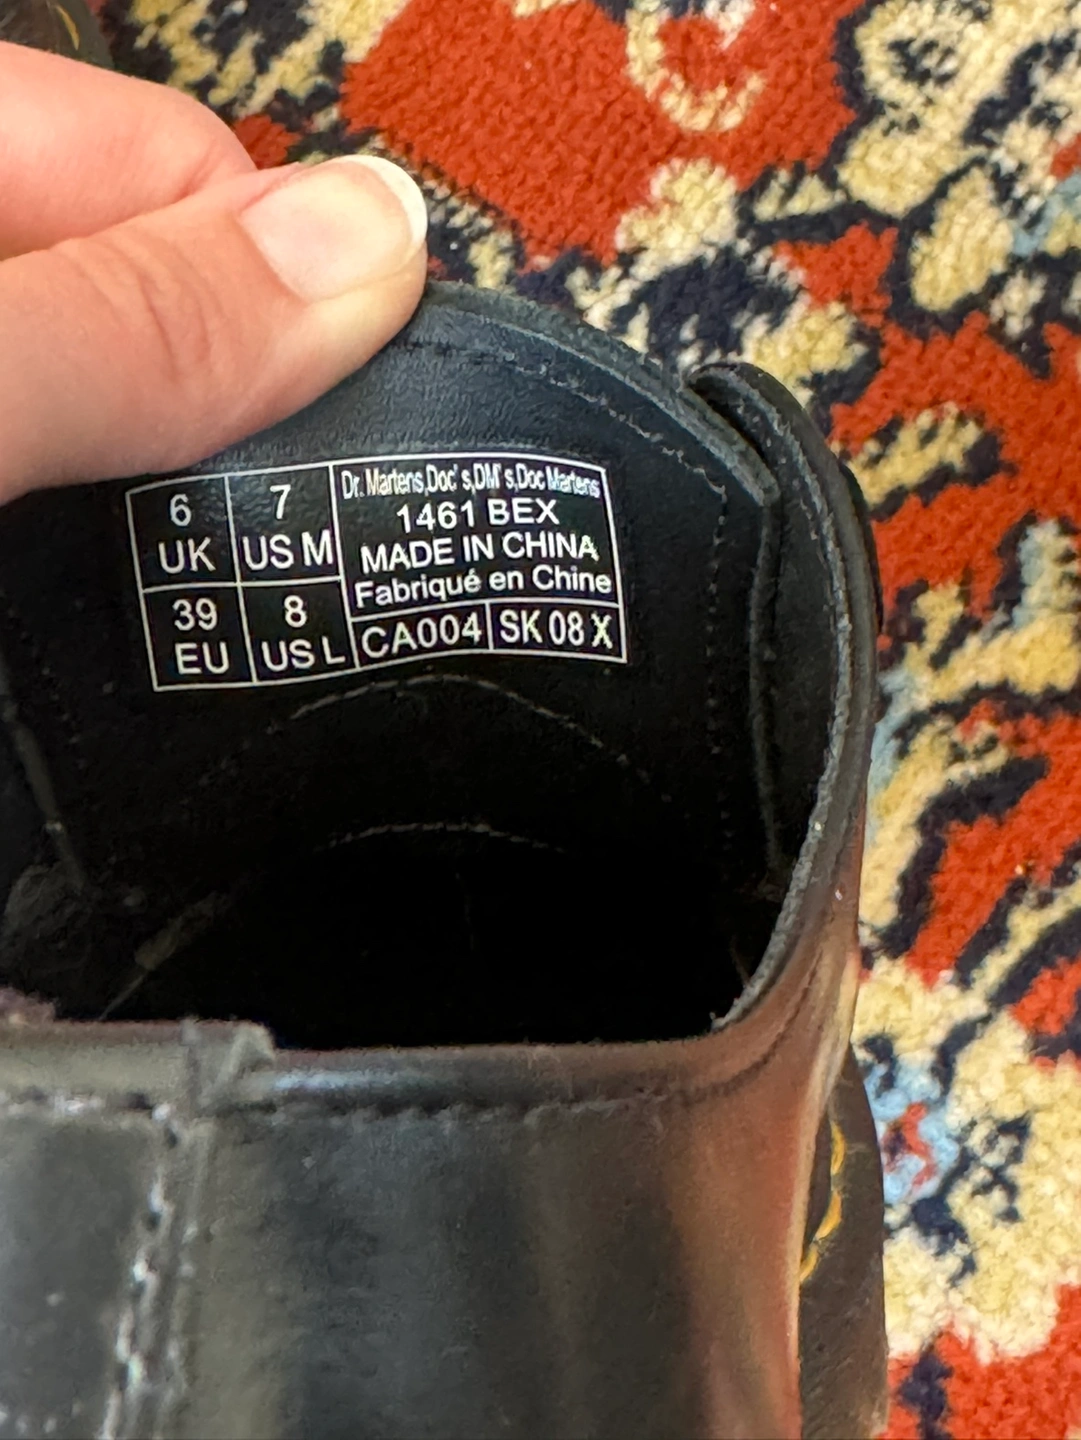 6
UK
7
US M
39
EU
8
US L
Dr. Martens,Doc's,DM's,Doc Martens
1461 BEX
MADE IN CHINA
Fabriqué en Chine
CA004
SK 08 X